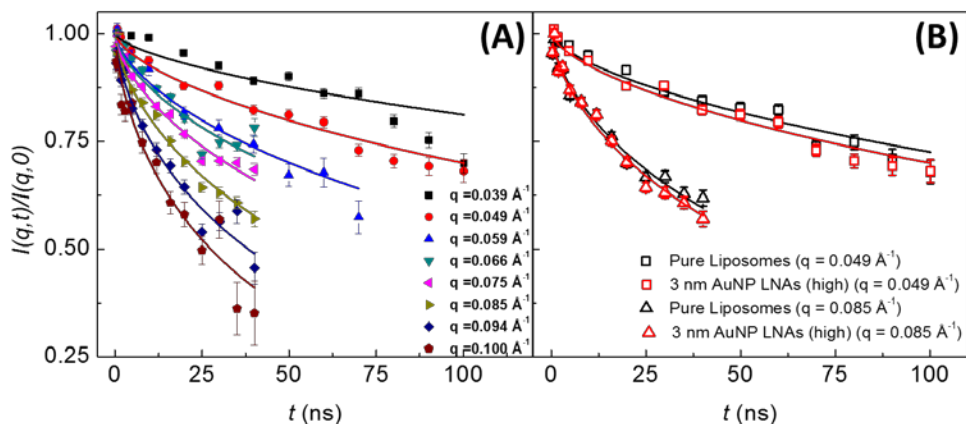 I(q,t)/I(q,0)
1.00
0.75
0.50
0.25
(A)
q =0.039 Å-1
q =0.049 Å-1
q =0.059 Å-1
q =0.066 Å-1
q =0.075 Å-1
q =0.085 Å-1
q =0.094 Å-1
q =0.100 Å-1
0 25 50 75 100
t (ns)
(B)
Pure Liposomes (q = 0.049 Å-1)
3 nm AuNP LNAs (high) (q = 0.049 Å-1)
Pure Liposomes (q = 0.085 Å-1)
3 nm AuNP LNAs (high) (q = 0.085 Å-1)
0 25 50 75 100
t (ns)